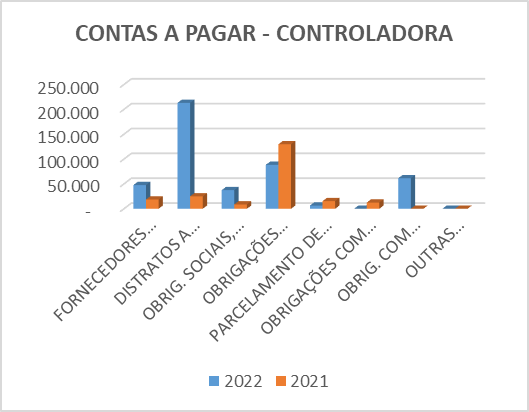 CONTAS A PAGAR - CONTROLADORA
250.000
200.000
150.000
100.000
50.000
-
FORNECEDORES...
DISTRATOS A...
OBRIG. SOCIAIS,...
OBRIGAÇÕES...
PARCELAMENTO DE...
OBRIGAÇÕES COM...
OBRIG. COM...
OUTRAS...
2022 2021